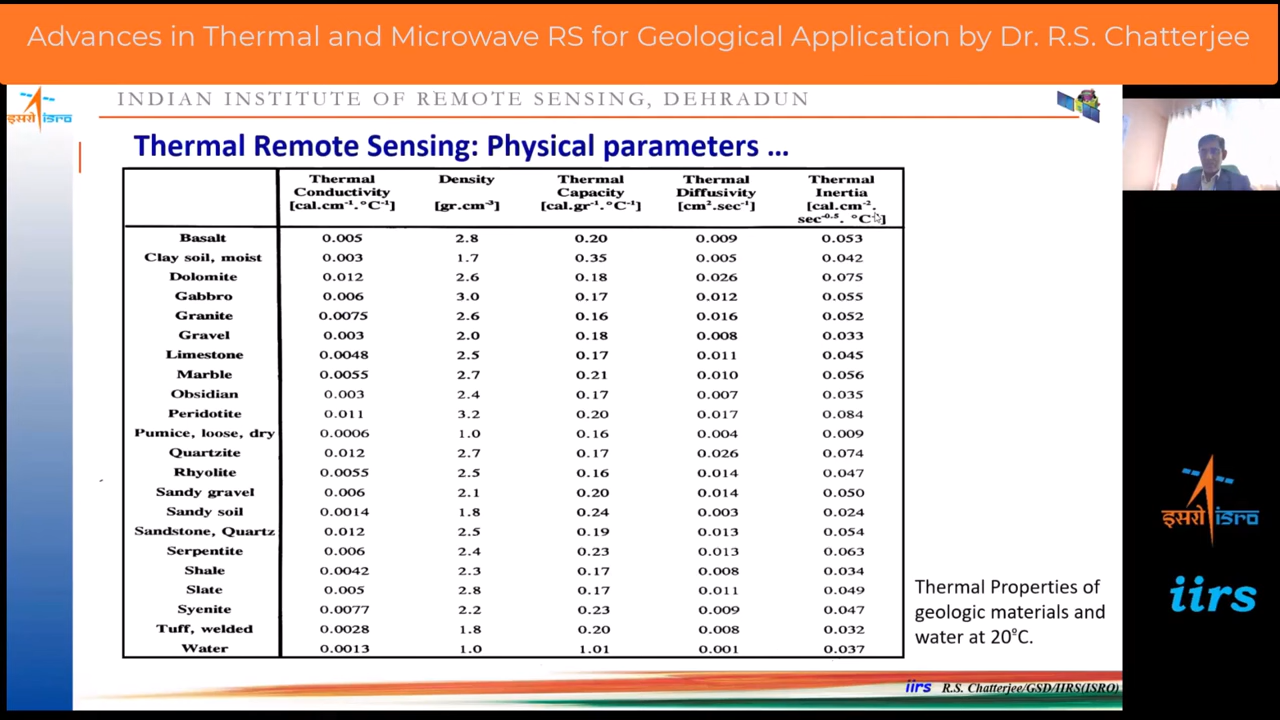 Advances in Thermal and Microwave RS for Geological Application by Dr. R.S. Chatterjee
इसरो isro
INDIAN INSTITUTE OF REMOTE SENSING, DEHRADUN
Thermal Remote Sensing: Physical parameters ...
Thermal Conductivity [cal.cm⁻¹.°C⁻¹] Density [gr.cm⁻³] Thermal Capacity [cal.gr⁻¹.°C⁻¹] Thermal Diffusivity [cm².sec⁻¹] Thermal Inertia [cal.cm⁻². sec⁻⁰·⁵. °C⁻¹]
Basalt 0.005 2.8 0.20 0.009 0.053
Clay soil, moist 0.003 1.7 0.35 0.005 0.042
Dolomite 0.012 2.6 0.18 0.026 0.075
Gabbro 0.006 3.0 0.17 0.012 0.055
Granite 0.0075 2.6 0.16 0.016 0.052
Gravel 0.003 2.0 0.18 0.008 0.033
Limestone 0.0048 2.5 0.17 0.011 0.045
Marble 0.0055 2.7 0.21 0.010 0.056
Obsidian 0.003 2.4 0.17 0.007 0.035
Peridotite 0.011 3.2 0.20 0.017 0.084
Pumice, loose, dry 0.0006 1.0 0.16 0.004 0.009
Quartzite 0.012 2.7 0.17 0.026 0.074
Rhyolite 0.0055 2.5 0.16 0.014 0.047
Sandy gravel 0.006 2.1 0.20 0.014 0.050
Sandy soil 0.0014 1.8 0.24 0.003 0.024
Sandstone, Quartz 0.012 2.5 0.19 0.013 0.054
Serpentite 0.006 2.4 0.23 0.013 0.063
Shale 0.0042 2.3 0.17 0.008 0.034
Slate 0.005 2.8 0.17 0.011 0.049
Syenite 0.0077 2.2 0.23 0.009 0.047
Tuff, welded 0.0028 1.8 0.20 0.008 0.032
Water 0.0013 1.0 1.01 0.001 0.037
Thermal Properties of
geologic materials and
water at 20°C.
इसरो isro
iirs
iirs R.S. Chatterjee/GSD/IIRS(ISRO)